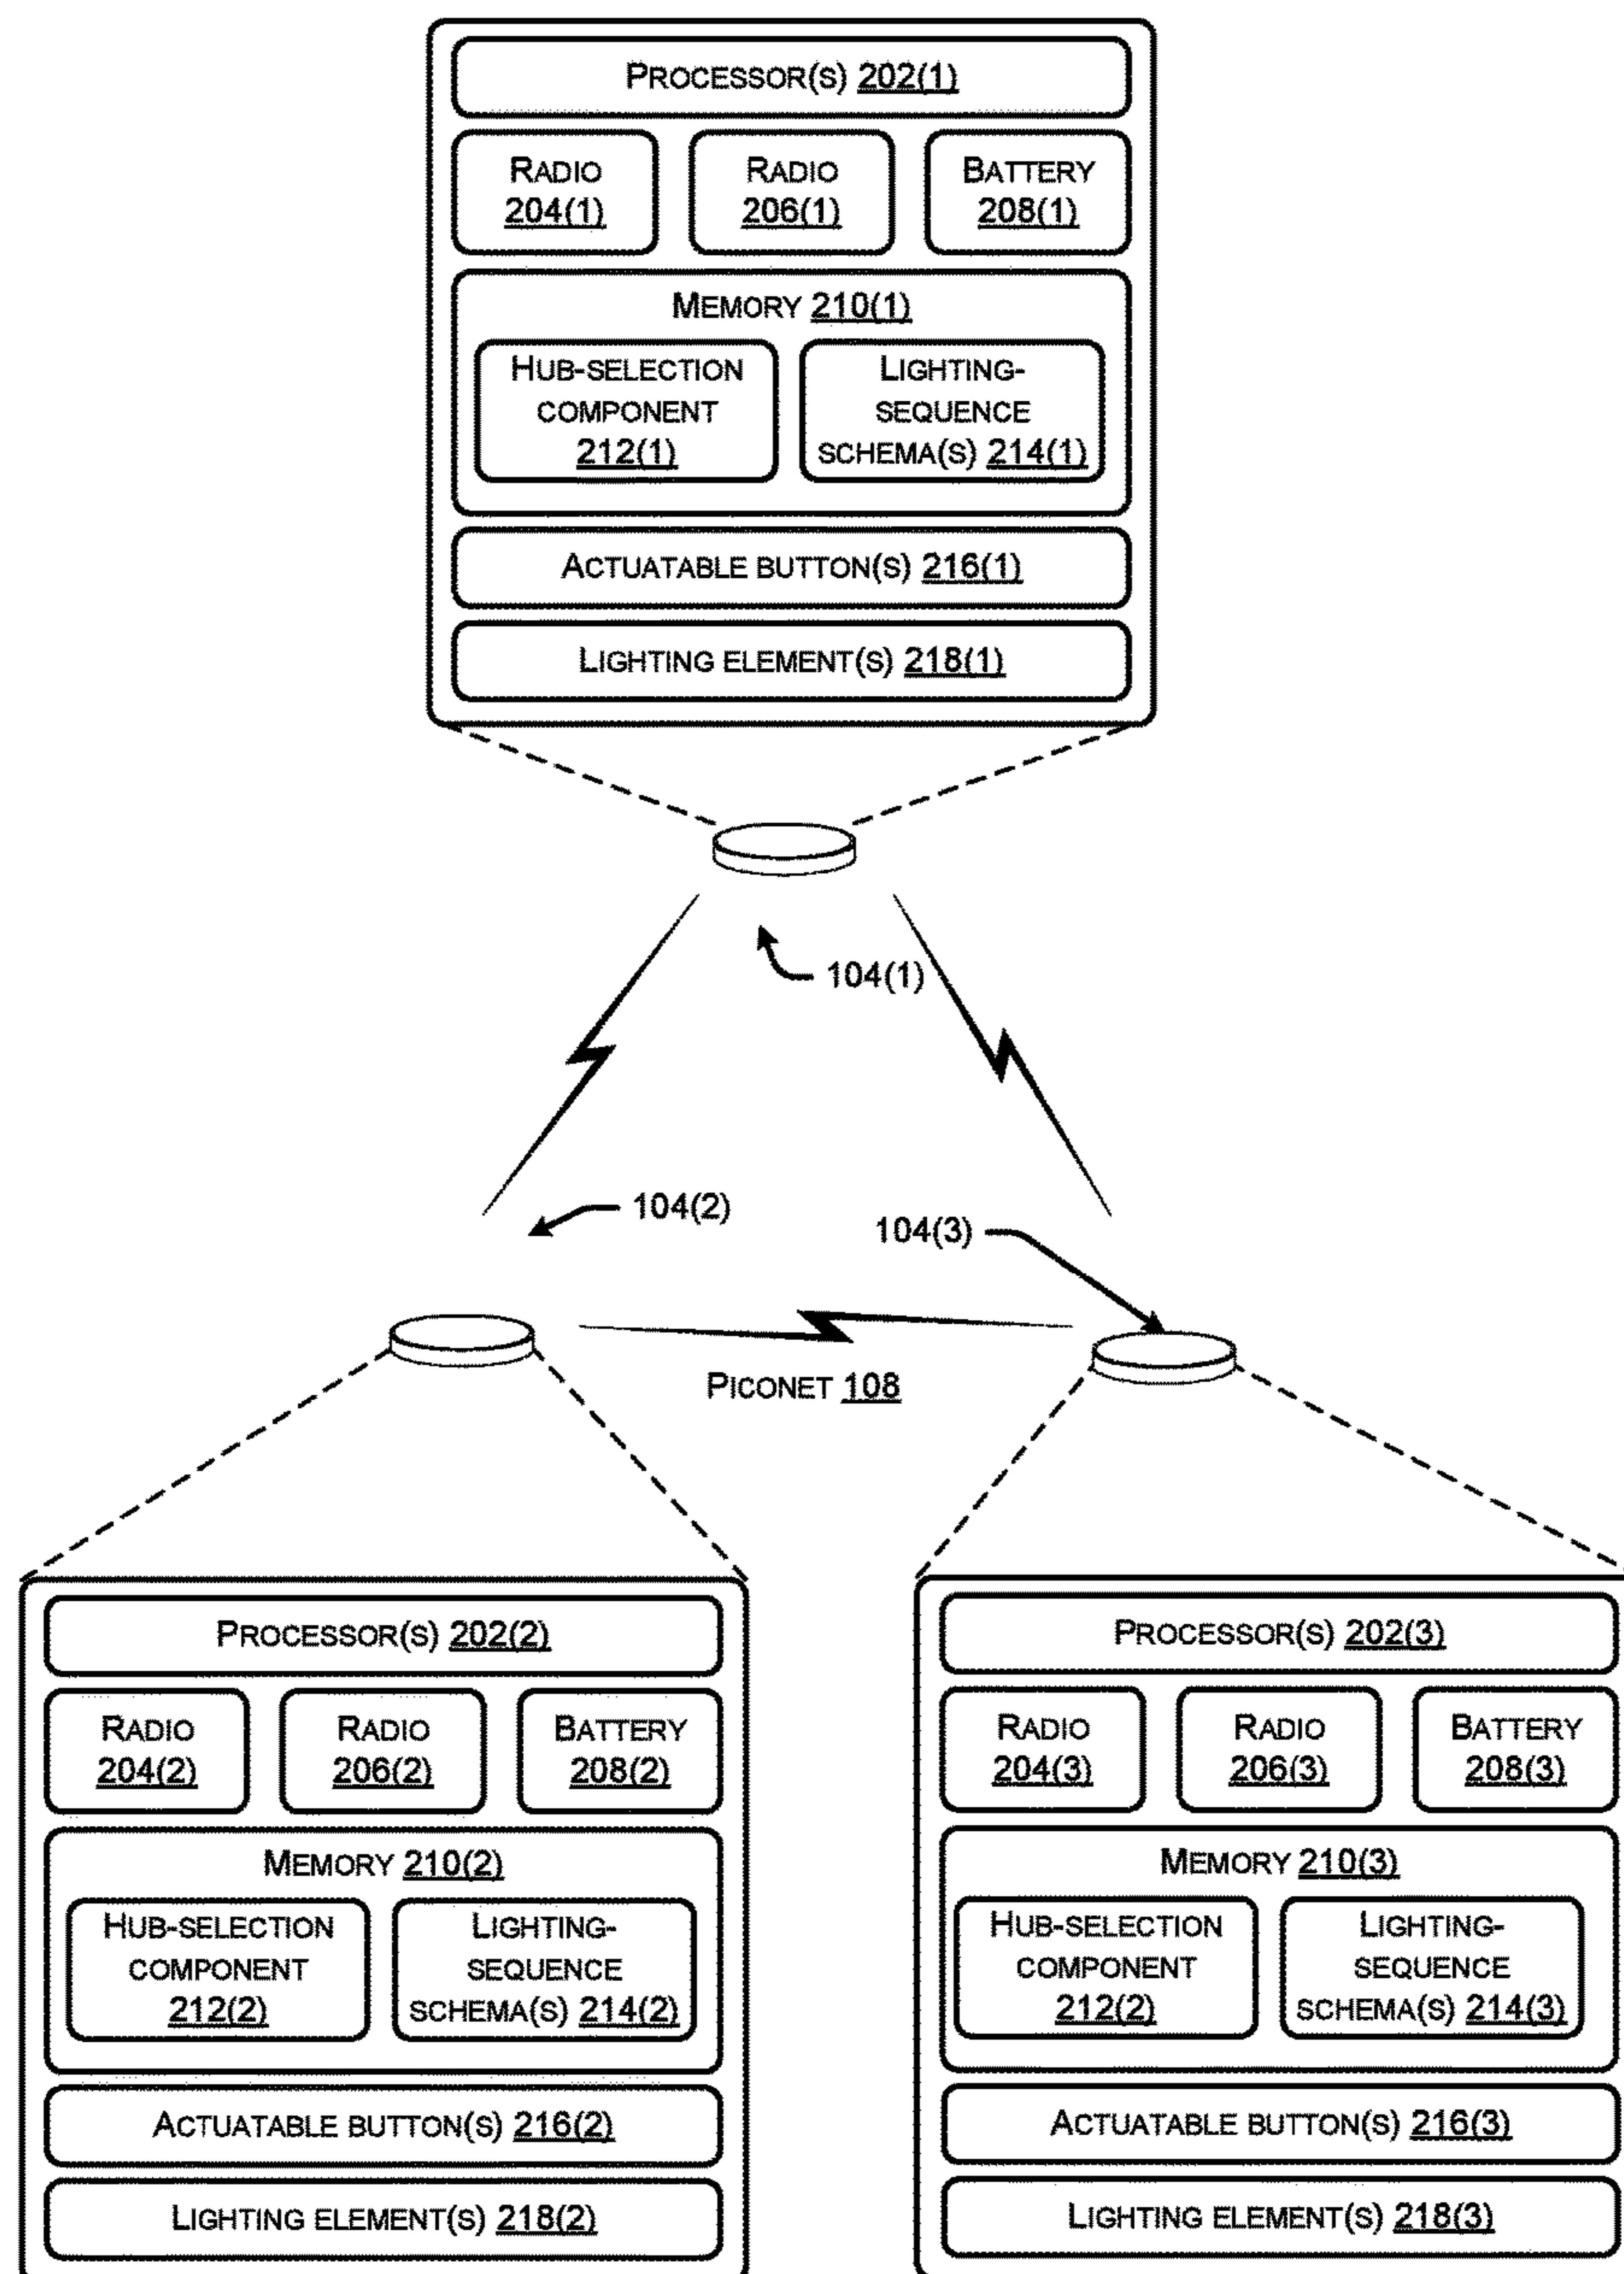 PROCESSOR(S) 202(1)
RADIO
204(1)
RADIO
206(1)
BATTERY
208(1)
MEMORY 210(1)
HUB-SELECTION
COMPONENT
212(1)
LIGHTING-
SEQUENCE
SCHEMA(S) 214(1)
ACTUATABLE BUTTON(S) 216(1)
LIGHTING ELEMENT(S) 218(1)
104(1)
104(2)
104(3)
PICONET 108
PROCESSOR(S) 202(2)
RADIO
204(2)
RADIO
206(2)
BATTERY
208(2)
MEMORY 210(2)
HUB-SELECTION
COMPONENT
212(2)
LIGHTING-
SEQUENCE
SCHEMA(S) 214(2)
ACTUATABLE BUTTON(S) 216(2)
LIGHTING ELEMENT(S) 218(2)
PROCESSOR(S) 202(3)
RADIO
204(3)
RADIO
206(3)
BATTERY
208(3)
MEMORY 210(3)
HUB-SELECTION
COMPONENT
212(2)
LIGHTING-
SEQUENCE
SCHEMA(S) 214(3)
ACTUATABLE BUTTON(S) 216(3)
LIGHTING ELEMENT(S) 218(3)